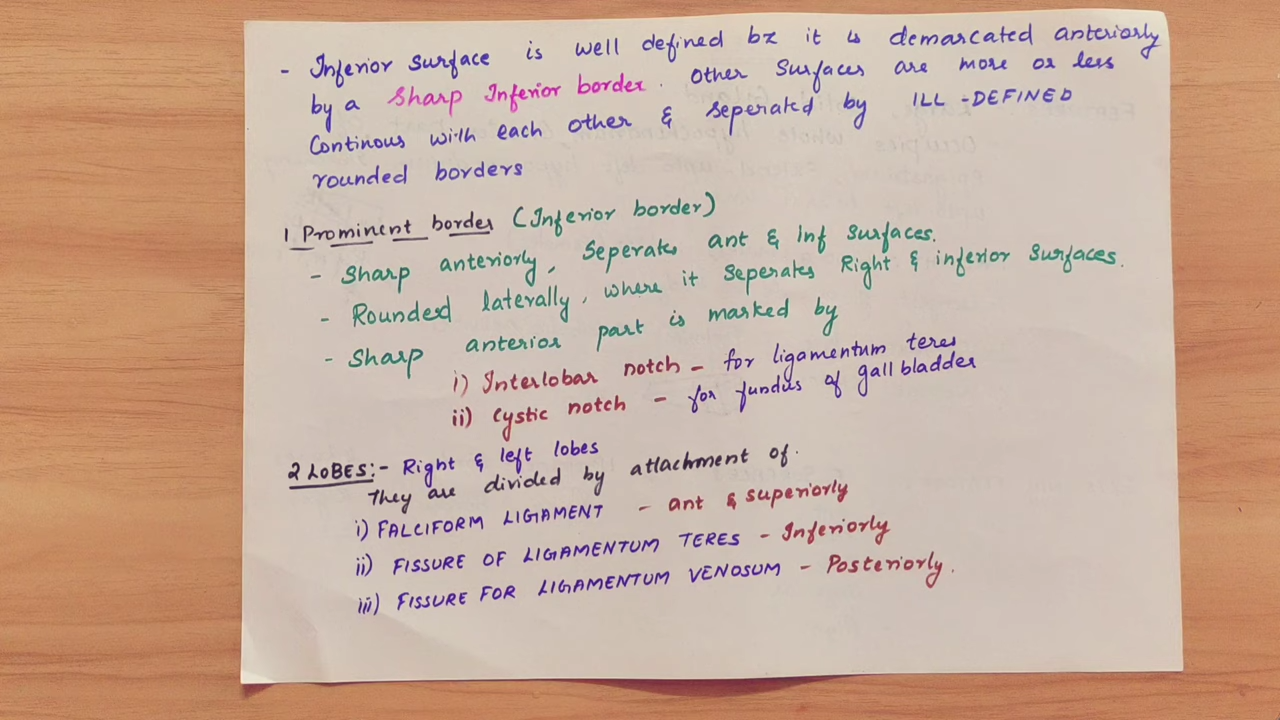 - Inferior surface is well defined bz it is demarcated anteriorly
by a Sharp Inferior border. Other Surfaces are more or less
Continous with each other & seperated by ILL-DEFINED
rounded borders
1 Prominent border (Inferior border)
- Sharp anteriorly, Seperates ant & Inf Surfaces.
- Rounded laterally, where it seperates Right & inferior Surfaces.
- Sharp anterior part is marked by
i) Interlobar notch - for ligamentum teres
ii) Cystic notch - for fundus of gall bladder
2 LOBES:- Right & left lobes
They are divided by attachment of.
i) FALCIFORM LIGAMENT - ant & superiorly
ii) FISSURE OF LIGAMENTUM TERES - Inferiorly
iii) FISSURE FOR LIGAMENTUM VENOSUM - Posteriorly.